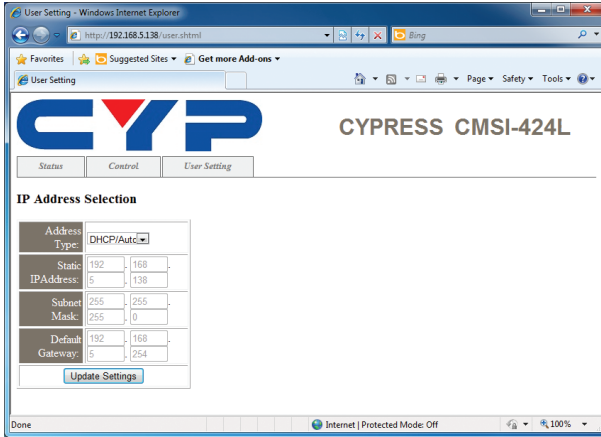 User Setting - Windows Internet Explorer
http://192.168.5.138/user.shtml
Bing
Favorites
Suggested Sites
Get more Add-ons
User Setting
Page
Safety
Tools
CYP
CYPRESS CMSI-424L
Status
Control
User Setting
IP Address Selection
Address Type:
DHCP/Auto
Static IPAddress:
192 . 168 .
5 . 138
Subnet Mask:
255 . 255 .
255 . 0
Default Gateway:
192 . 168 .
5 . 254
Update Settings
Done
Internet | Protected Mode: Off
100%